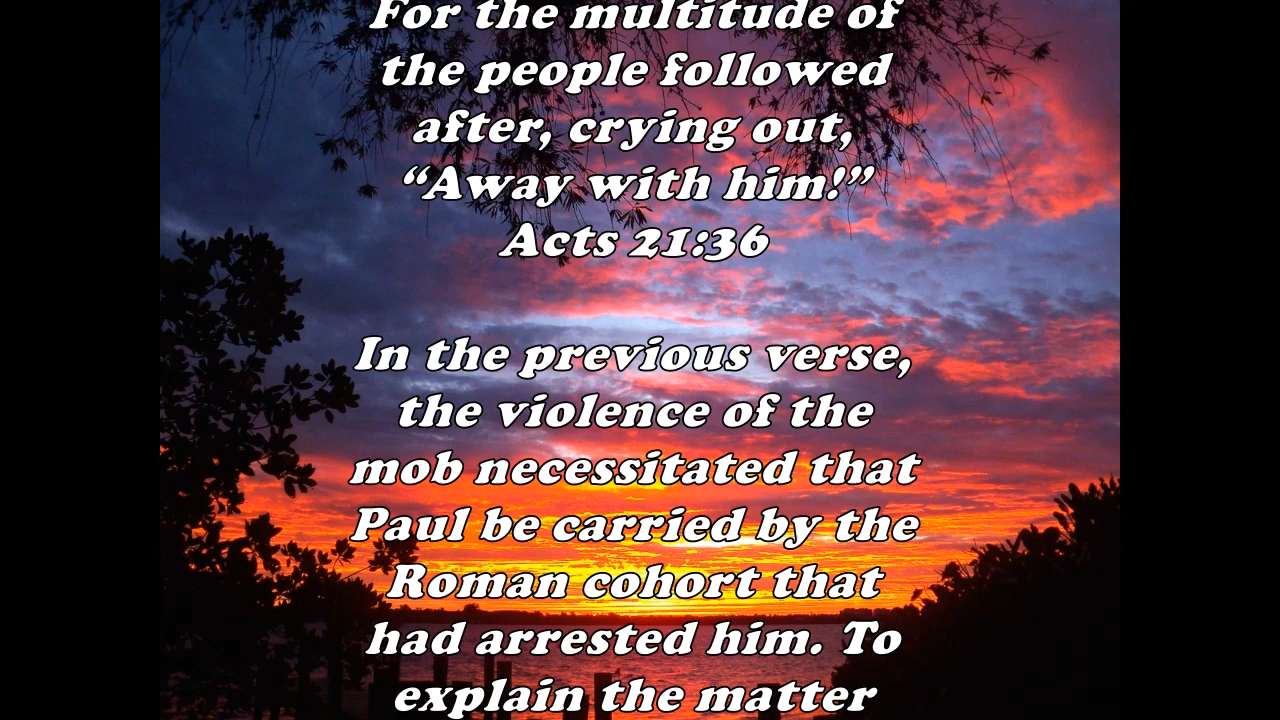 For the multitude of
the people followed
after, crying out,
“Away with him!”
Acts 21:36
In the previous verse,
the violence of the
mob necessitated that
Paul be carried by the
Roman cohort that
had arrested him. To
explain the matter